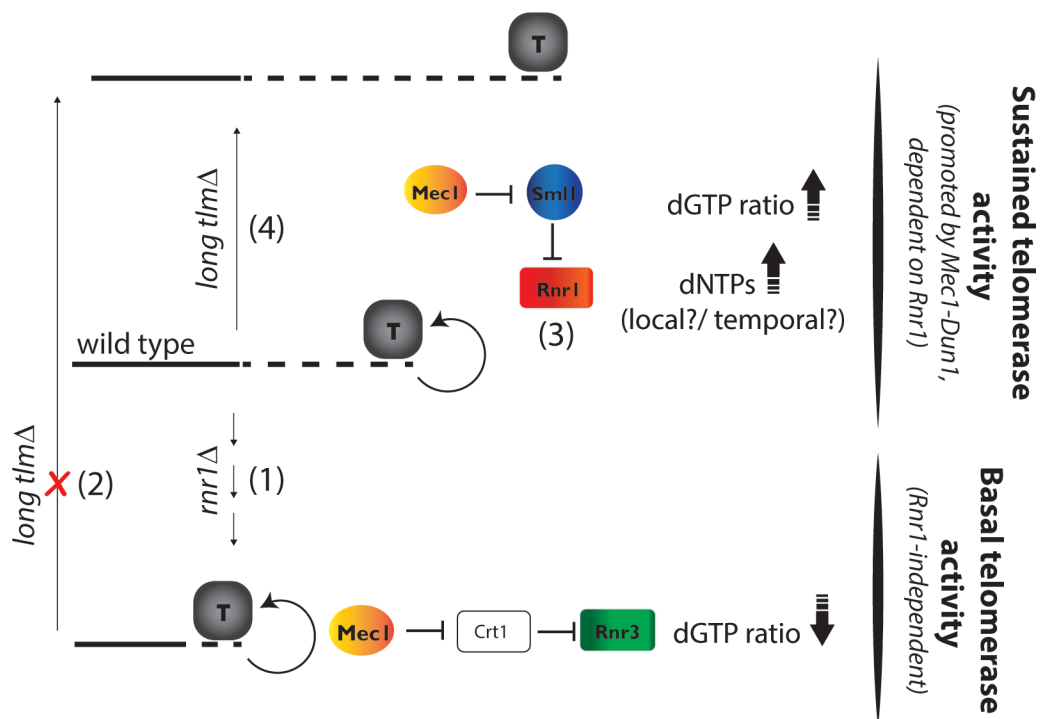 T
Mec1
Sml1
dGTP ratio
long tlmΔ
(4)
Rnr1
dNTPs
(3)
(local?/ temporal?)
wild type
T
Sustained telomerase
activity
(promoted by Mec1-Dun1,
dependent on Rnr1)
long tlmΔ
(2)
rnr1Δ
(1)
T
Mec1
Crt1
Rnr3
dGTP ratio
Basal telomerase
activity
(Rnr1-independent)